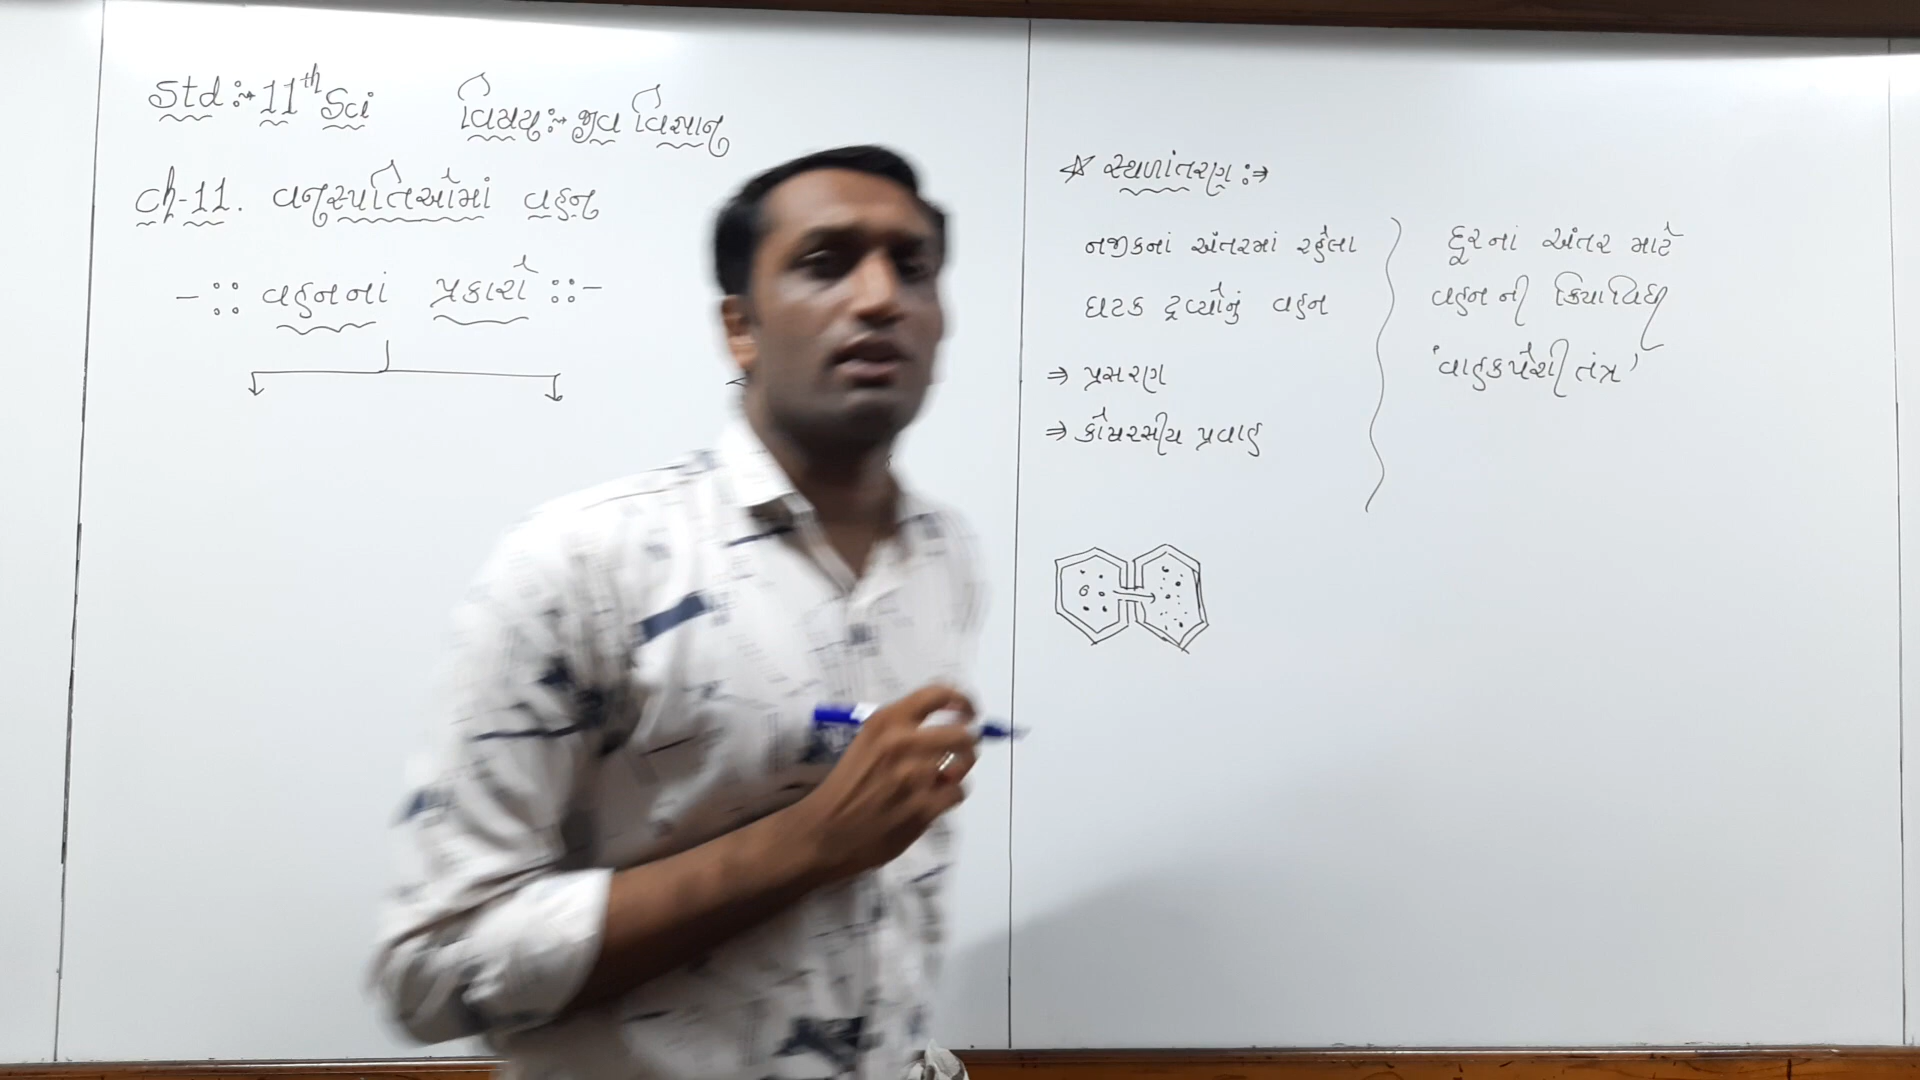 Std :→ 11th Sci વિષય :→ જીવ વિજ્ઞાન
Ch-11. વનસ્પતિઓમાં વહન
-:: વહનનાં પ્રકારો ::-
☆ સ્થળાંતરણ :→
નજીકનાં અંતરમાં રહેલા
ઘટક દ્રવ્યોનું વહન
⇒ પ્રસરણ
⇒ કોષરસીય પ્રવાહ
દૂરનાં અંતર માટે
વહન ની ક્રિયાવિધી
'વાહકપેશી તંત્ર'